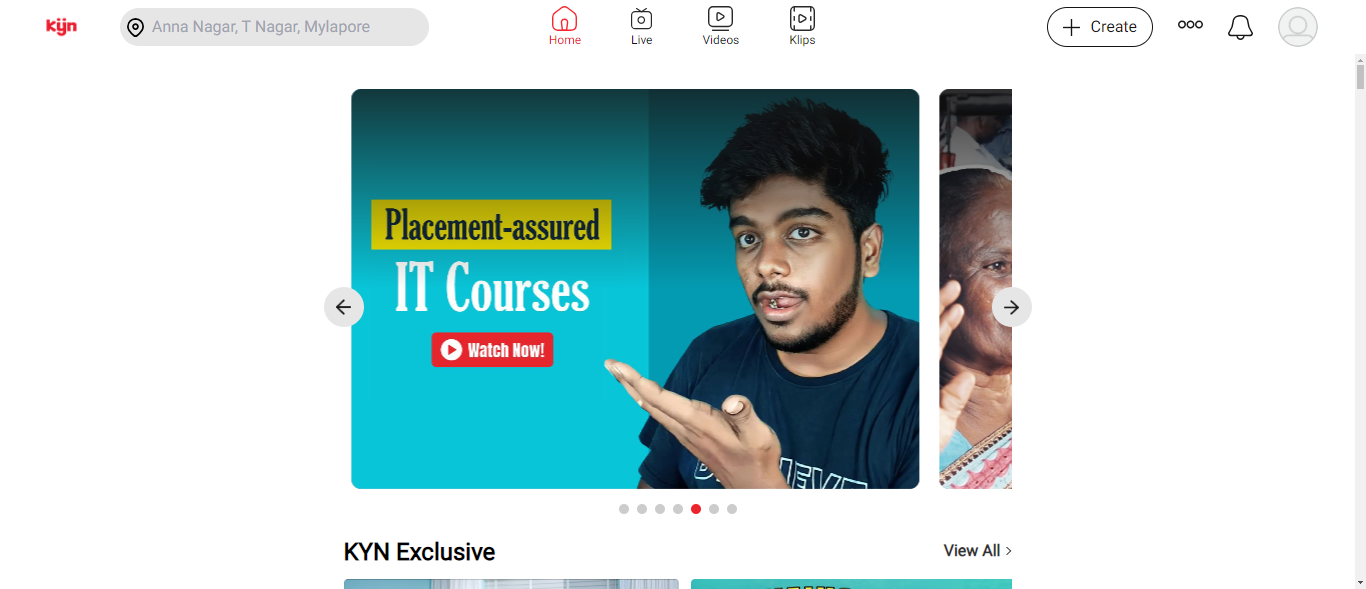 kyn
Anna Nagar, T Nagar, Mylapore
Home
Live
Videos
Klips
Create
Placement-assured
IT Courses
Watch Now!
KYN Exclusive
View All